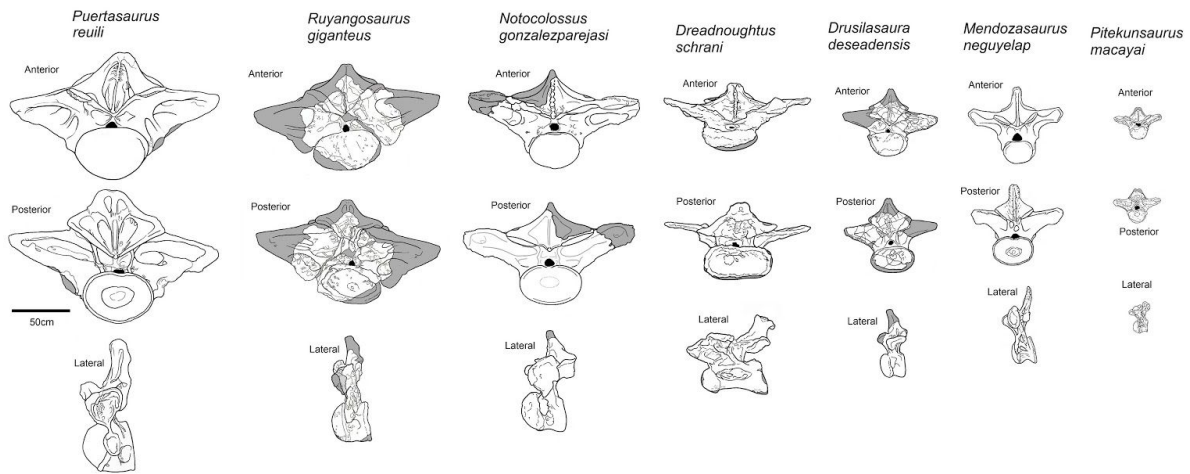 Puertasaurus
reuili
Ruyangosaurus
giganteus
Notocolossus
gonzalezparejasi
Dreadnoughtus
schrani
Drusilasaura
deseadensis
Mendozasaurus
neguyelap
Pitekunsaurus
macayai
Anterior
Anterior
Anterior
Anterior
Anterior
Anterior
Anterior
Posterior
Posterior
Posterior
Posterior
Posterior
Posterior
Posterior
50cm
Lateral
Lateral
Lateral
Lateral
Lateral
Lateral
Lateral